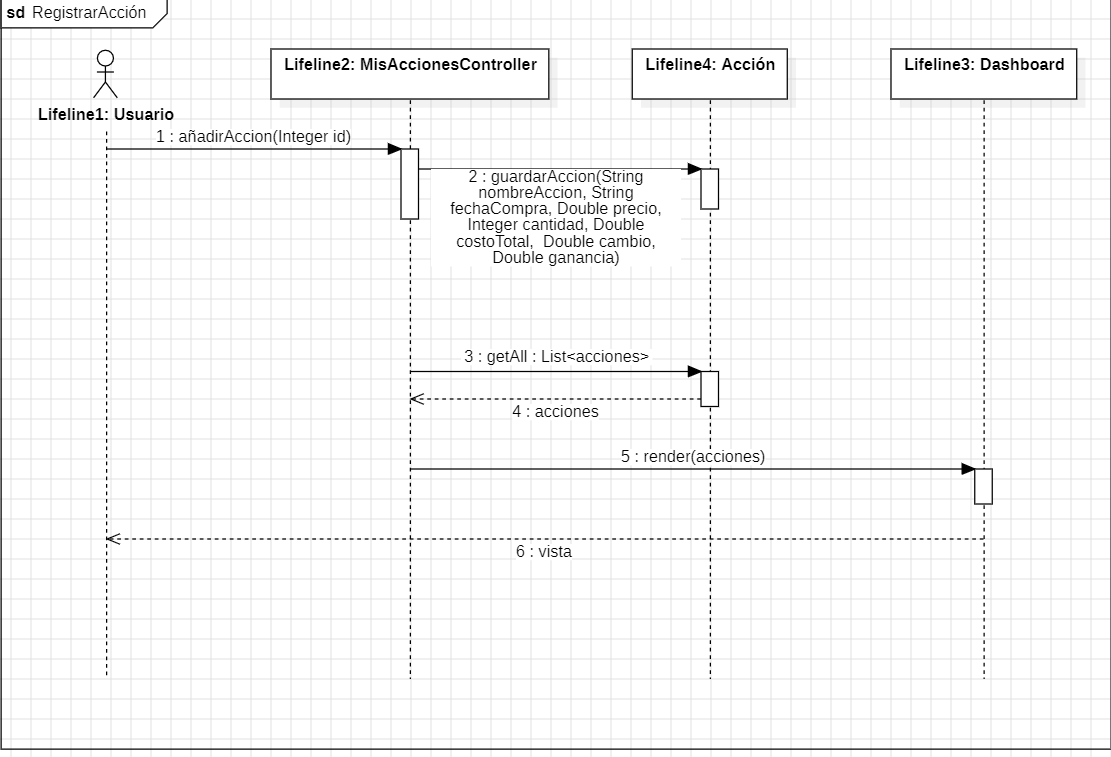 sd RegistrarAcción
Lifeline2: MisAccionesController
Lifeline4: Acción
Lifeline3: Dashboard
Lifeline1: Usuario
1 : añadirAccion(Integer id)
2 : guardarAccion(String
nombreAccion, String
fechaCompra, Double precio,
Integer cantidad, Double
costoTotal,  Double cambio,
Double ganancia)
3 : getAll : List<acciones>
4 : acciones
5 : render(acciones)
6 : vista